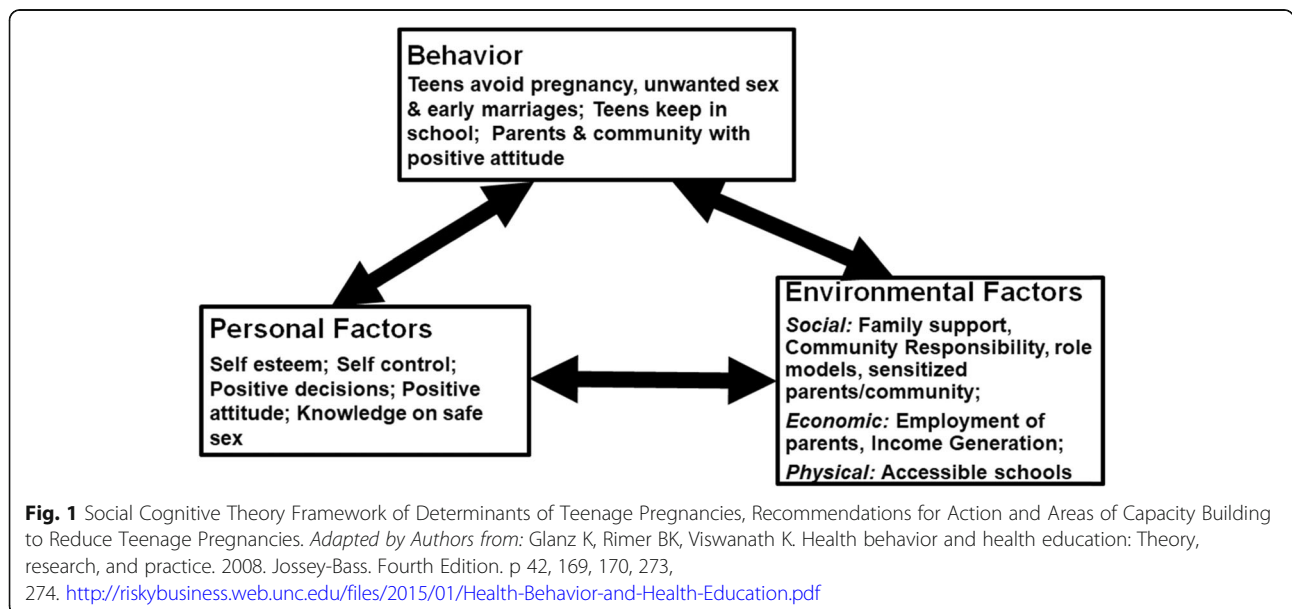 Behavior
Teens avoid pregnancy, unwanted sex
& early marriages; Teens keep in
school; Parents & community with
positive attitude
Personal Factors
Self esteem; Self control;
Positive decisions; Positive
attitude; Knowledge on safe
sex
Environmental Factors
Social: Family support,
Community Responsibility, role
models, sensitized
parents/community;
Economic: Employment of
parents, Income Generation;
Physical: Accessible schools
Fig. 1 Social Cognitive Theory Framework of Determinants of Teenage Pregnancies, Recommendations for Action and Areas of Capacity Building
to Reduce Teenage Pregnancies. Adapted by Authors from: Glanz K, Rimer BK, Viswanath K. Health behavior and health education: Theory,
research, and practice. 2008. Jossey-Bass. Fourth Edition. p 42, 169, 170, 273,
274. http://riskybusiness.web.unc.edu/files/2015/01/Health-Behavior-and-Health-Education.pdf